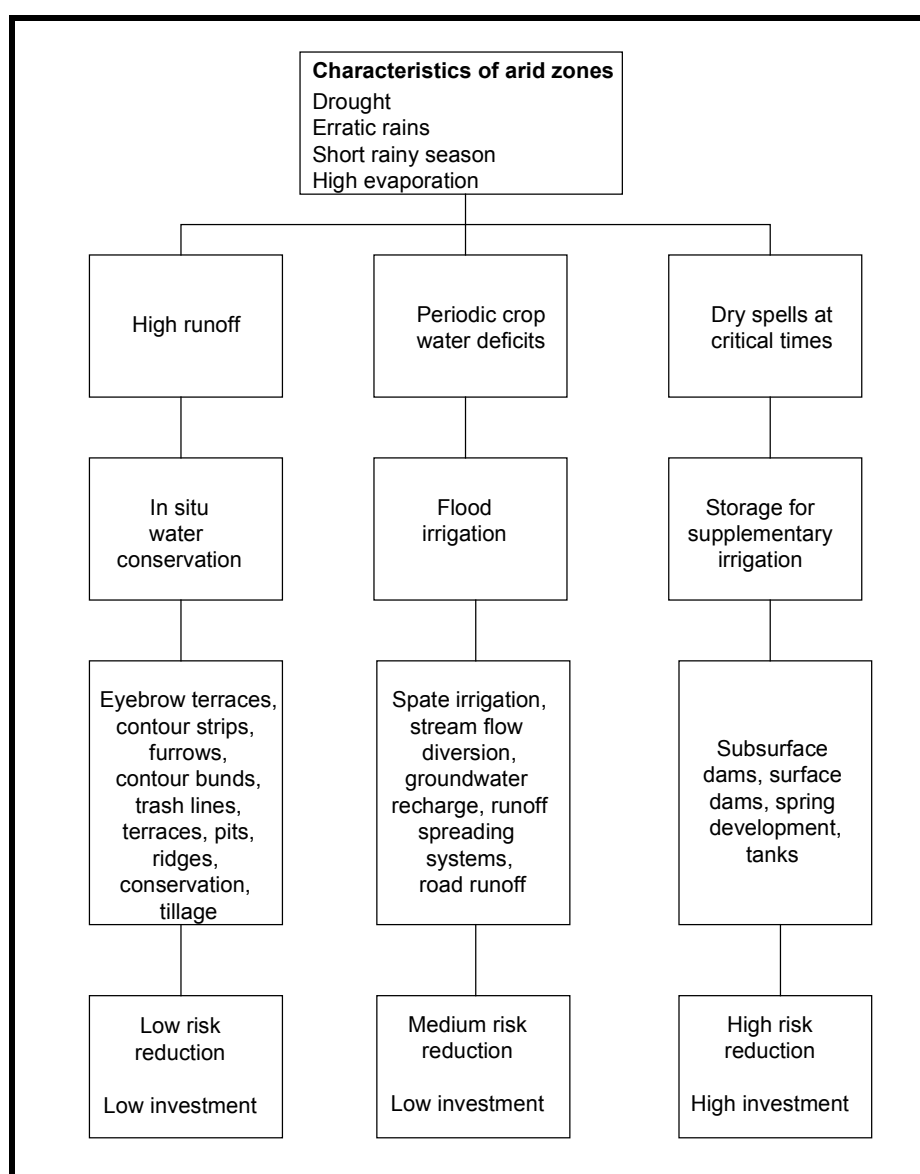 Characteristics of arid zones
Drought
Erratic rains
Short rainy season
High evaporation
High runoff
Periodic crop
water deficits
Dry spells at
critical times
In situ
water
conservation
Flood
irrigation
Storage for
supplementary
irrigation
Eyebrow terraces,
contour strips,
furrows,
contour bunds,
trash lines,
terraces, pits,
ridges,
conservation,
tillage
Spate irrigation,
stream flow
diversion,
groundwater
recharge, runoff
spreading
systems,
road runoff
Subsurface
dams, surface
dams, spring
development,
tanks
Low risk
reduction
Low investment
Medium risk
reduction
Low investment
High risk
reduction
High investment